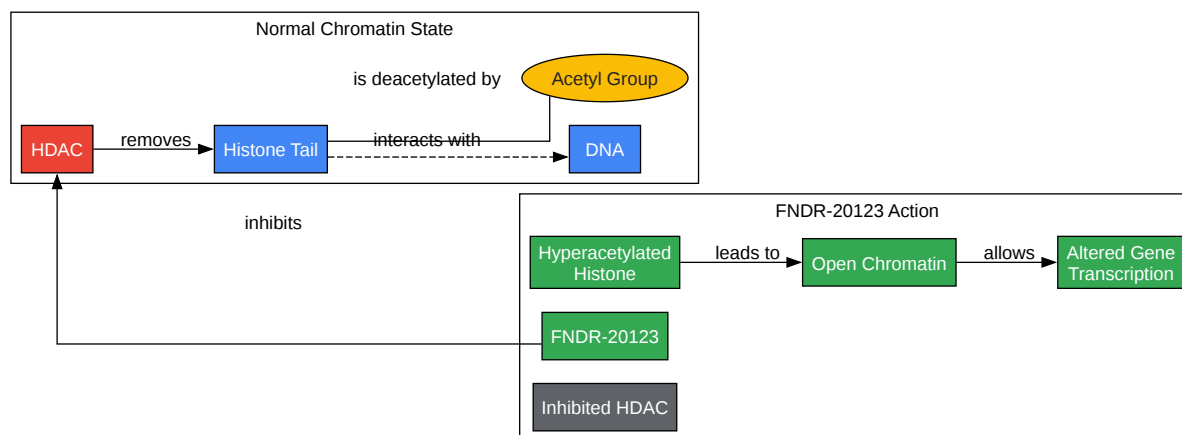 Normal Chromatin State
is deacetylated by
Acetyl Group
HDAC
removes
Histone Tail
interacts with
DNA
inhibits
FNDR-20123 Action
Hyperacetylated
Histone
leads to
Open Chromatin
allows
Altered Gene
Transcription
FNDR-20123
Inhibited HDAC